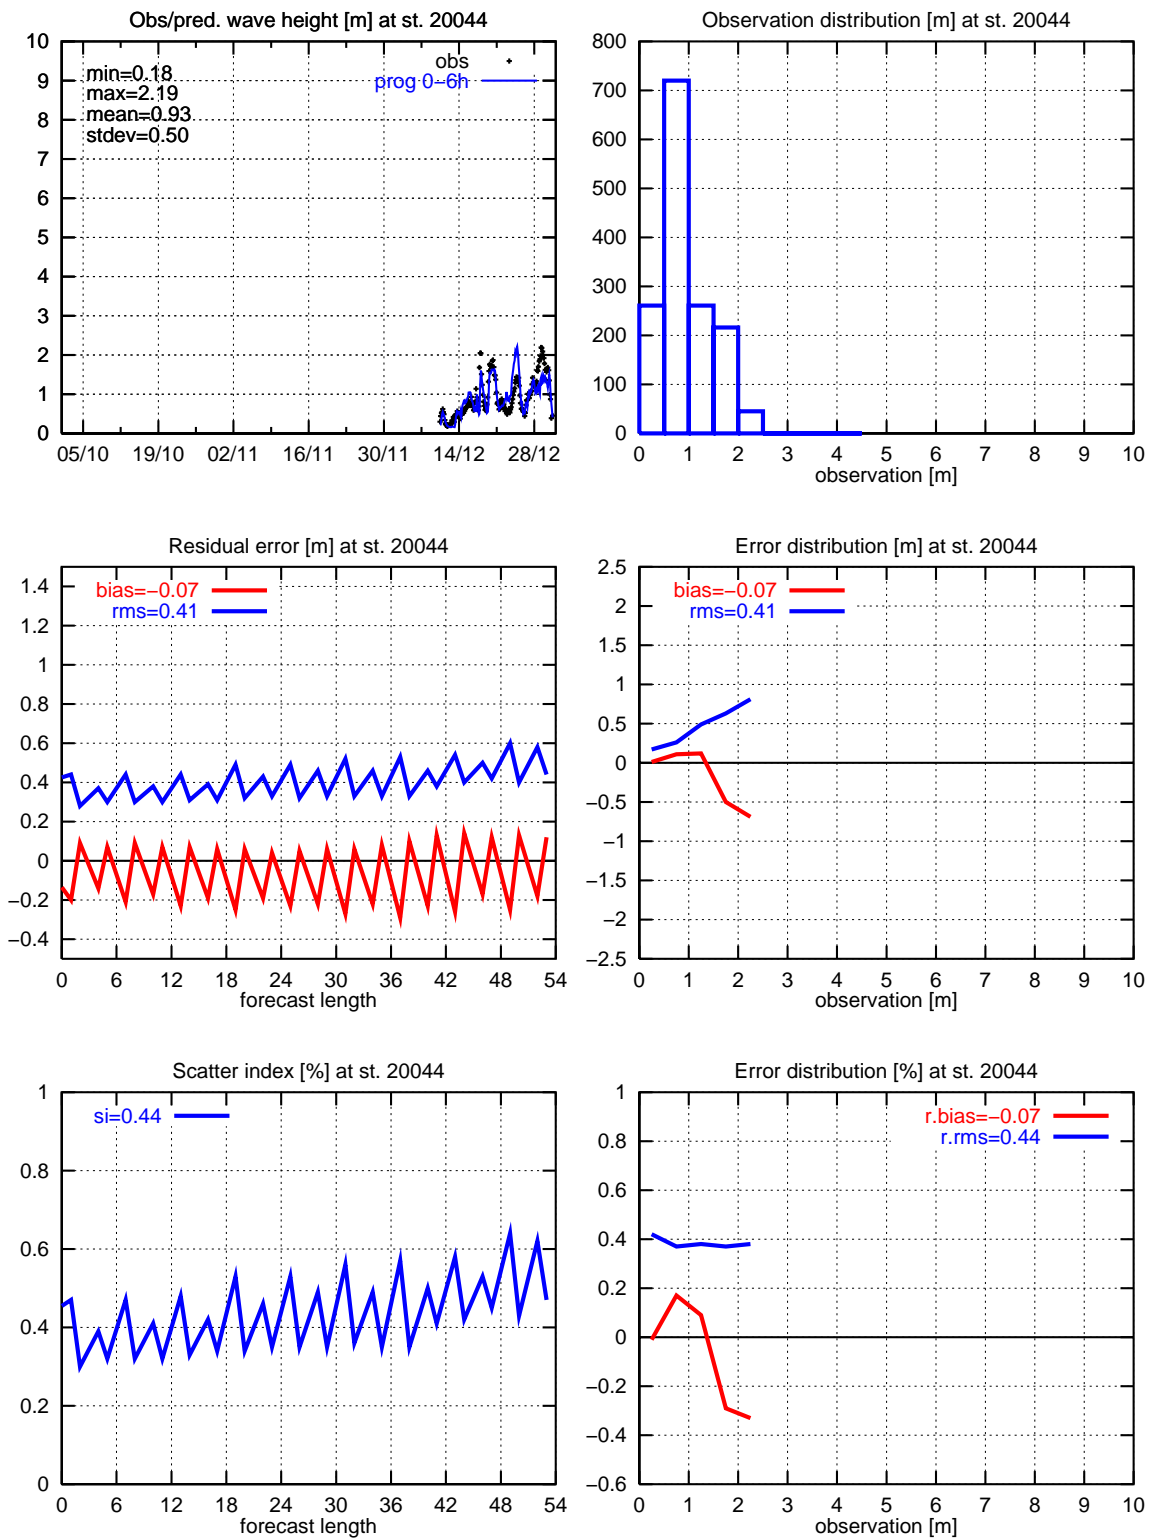 Obs/pred. wave height [m] at st. 20044
10
9
8
7
6
5
4
3
2
1
0
min=0.18
max=2.19
mean=0.93
stdev=0.50
obs
prog 0−6h
05/10 19/10 02/11 16/11 30/11 14/12 28/12
Observation distribution [m] at st. 20044
800
700
600
500
400
300
200
100
0
0 1 2 3 4 5 6 7 8 9 10
observation [m]
Residual error [m] at st. 20044
1.4
1.2
1
0.8
0.6
0.4
0.2
0
−0.2
−0.4
bias=−0.07
rms=0.41
0 6 12 18 24 30 36 42 48 54
forecast length
Error distribution [m] at st. 20044
2.5
2
1.5
1
0.5
0
−0.5
−1
−1.5
−2
−2.5
bias=−0.07
rms=0.41
0 1 2 3 4 5 6 7 8 9 10
observation [m]
Scatter index [%] at st. 20044
1
0.8
0.6
0.4
0.2
0
si=0.44
0 6 12 18 24 30 36 42 48 54
forecast length
Error distribution [%] at st. 20044
1
0.8
0.6
0.4
0.2
0
−0.2
−0.4
−0.6
r.bias=−0.07
r.rms=0.44
0 1 2 3 4 5 6 7 8 9 10
observation [m]